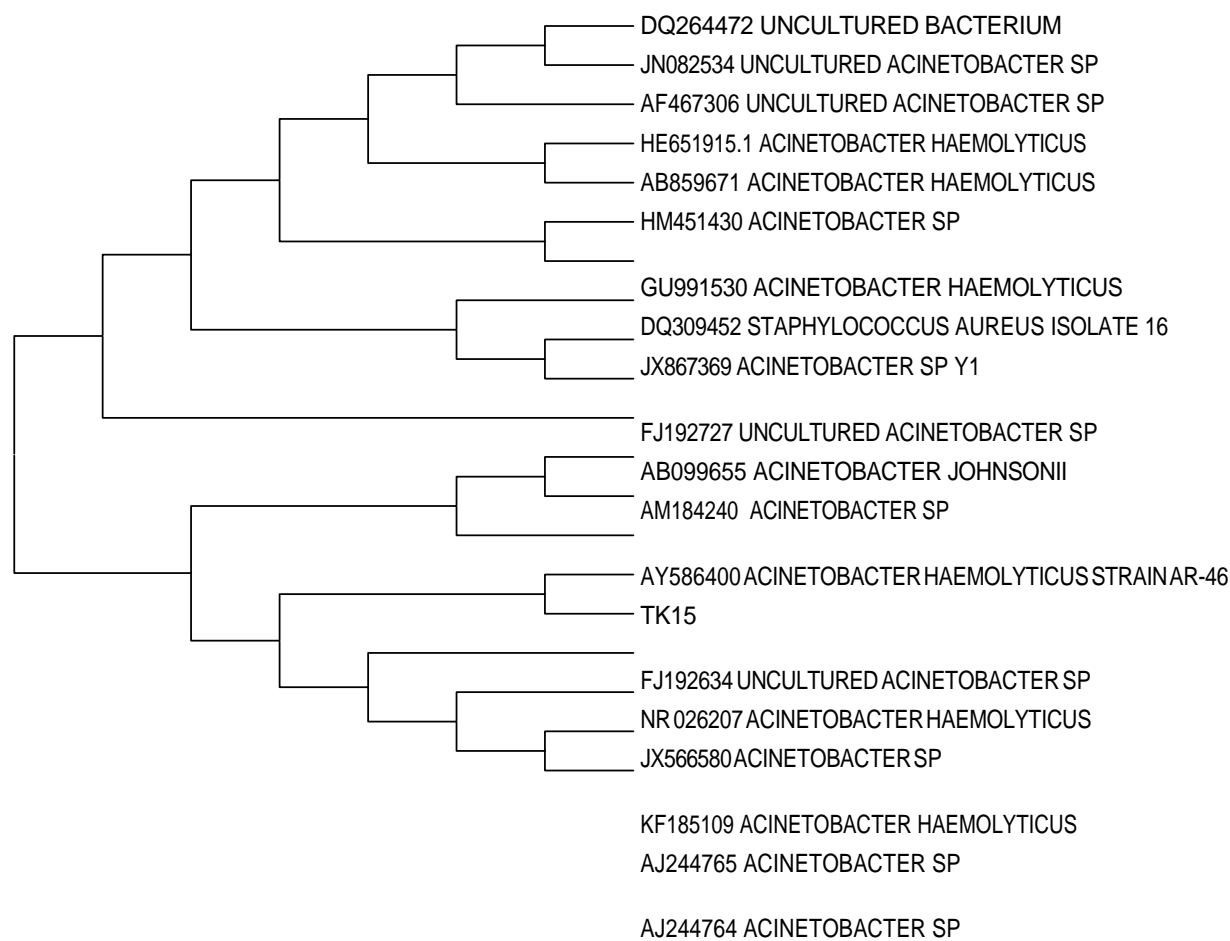 DQ264472 UNCULTURED BACTERIUM
JN082534 UNCULTURED ACINETOBACTER SP
AF467306 UNCULTURED ACINETOBACTER SP
HE651915.1 ACINETOBACTER HAEMOLYTICUS
AB859671 ACINETOBACTER HAEMOLYTICUS
HM451430 ACINETOBACTER SP
GU991530 ACINETOBACTER HAEMOLYTICUS
DQ309452 STAPHYLOCOCCUS AUREUS ISOLATE 16
JX867369 ACINETOBACTER SP Y1
FJ192727 UNCULTURED ACINETOBACTER SP
AB099655 ACINETOBACTER JOHNSONII
AM184240 ACINETOBACTER SP
AY586400 ACINETOBACTER HAEMOLYTICUS STRAIN AR-46
TK15
FJ192634 UNCULTURED ACINETOBACTER SP
NR 026207 ACINETOBACTER HAEMOLYTICUS
JX566580 ACINETOBACTER SP
KF185109 ACINETOBACTER HAEMOLYTICUS
AJ244765 ACINETOBACTER SP
AJ244764 ACINETOBACTER SP